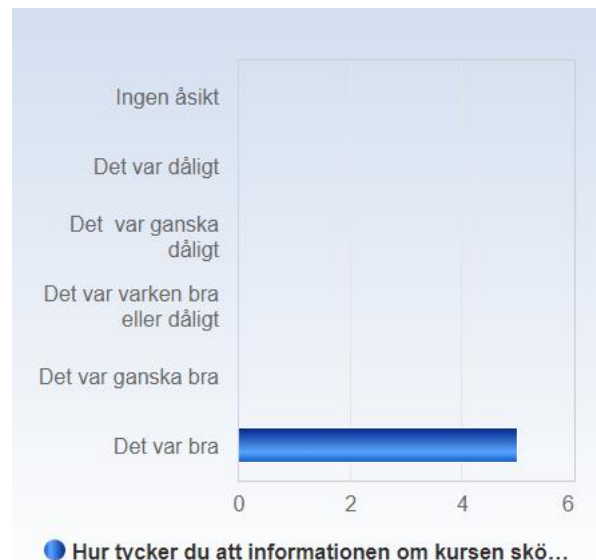 Ingen åsikt
Det var dåligt
Det var ganska
dåligt
Det var varken bra
eller dåligt
Det var ganska bra
Det var bra
0 2 4 6
Hur tycker du att informationen om kursen skö...